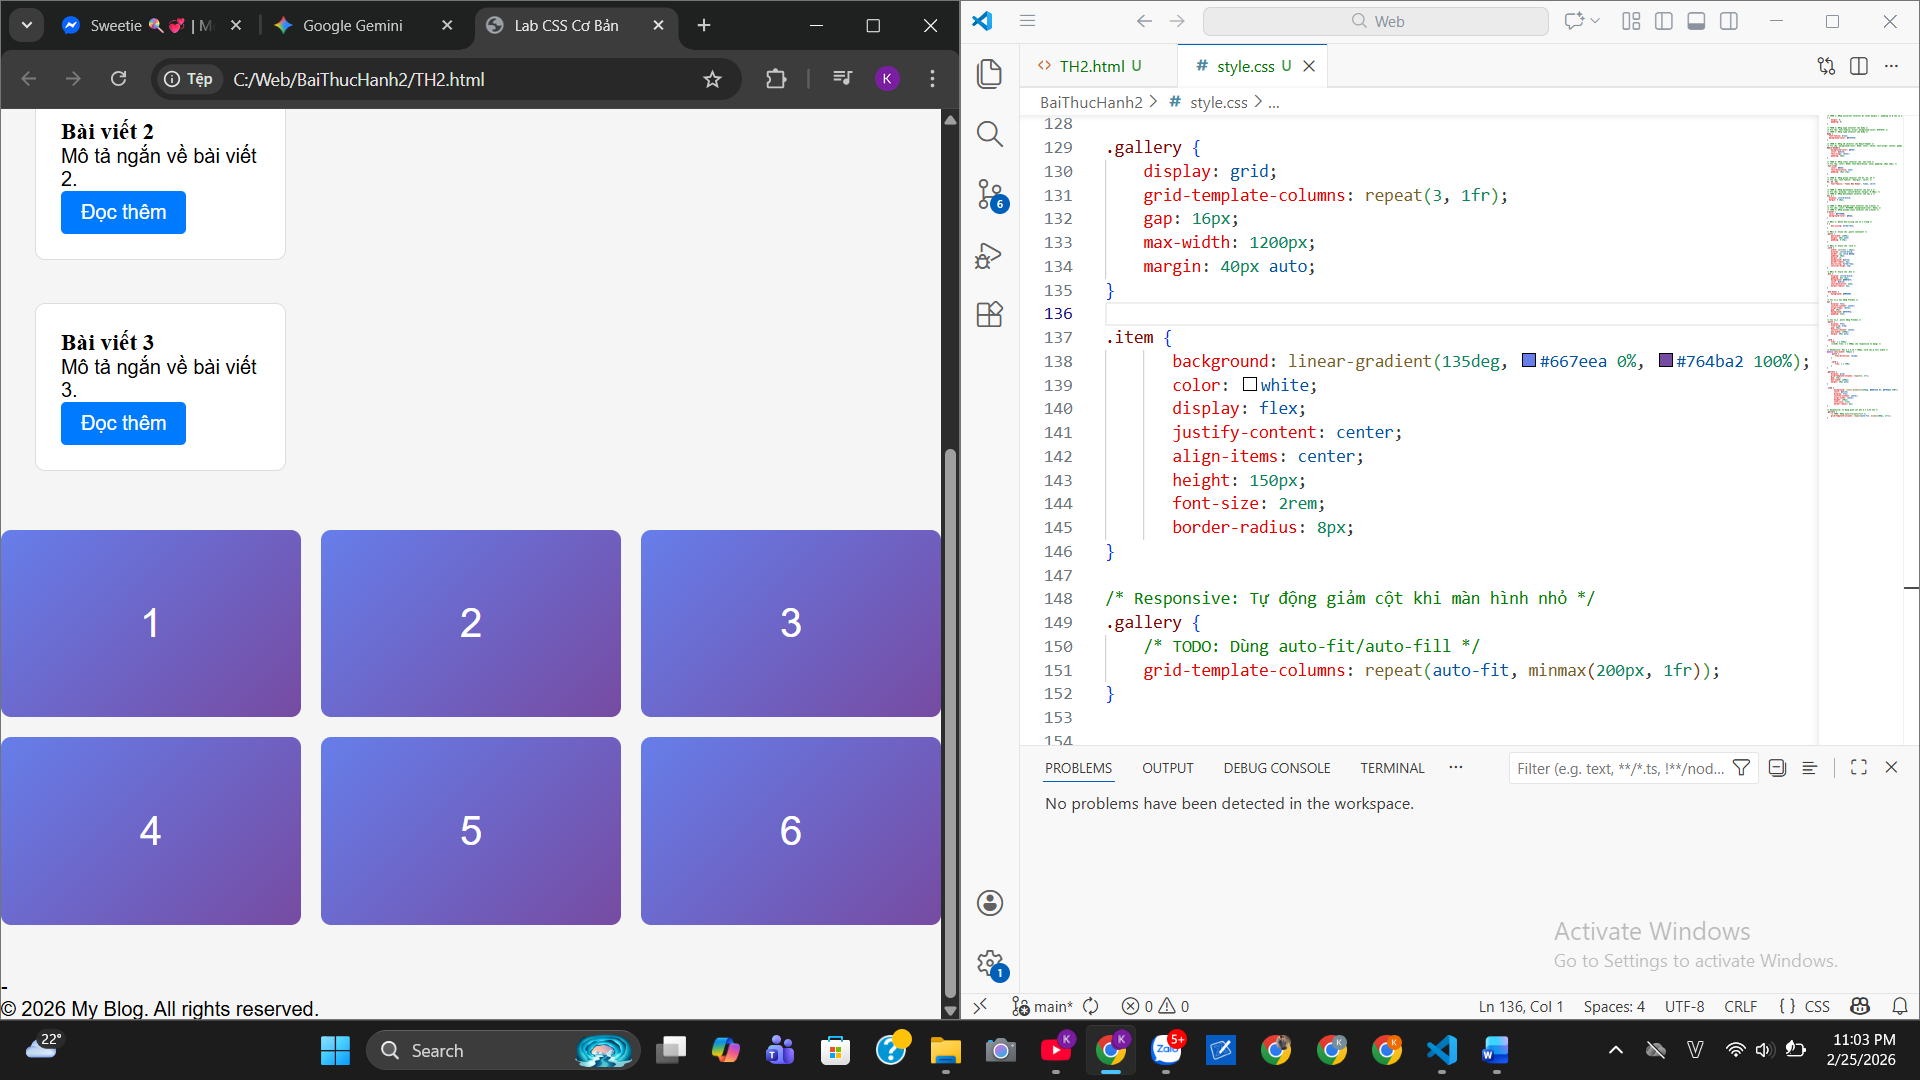 Sweetie 🍭 💞 | M
Google Gemini
Lab CSS Cơ Bản
Tệp
C:/Web/BaiThucHanh2/TH2.html
K
Bài viết 2
Mô tả ngắn về bài viết
2.
Đọc thêm
Bài viết 3
Mô tả ngắn về bài viết
3.
Đọc thêm
1
2
3
4
5
6
-
© 2026 My Blog. All rights reserved.
Web
TH2.html U
# style.css U
BaiThucHanh2 > # style.css > ...
128
129 .gallery {
130 display: grid;
131 grid-template-columns: repeat(3, 1fr);
132 gap: 16px;
133 max-width: 1200px;
134 margin: 40px auto;
135 }
136
137 .item {
138 background: linear-gradient(135deg, #667eea 0%, #764ba2 100%);
139 color: white;
140 display: flex;
141 justify-content: center;
142 align-items: center;
143 height: 150px;
144 font-size: 2rem;
145 border-radius: 8px;
146 }
147
148 /* Responsive: Tự động giảm cột khi màn hình nhỏ */
149 .gallery {
150 /* TODO: Dùng auto-fit/auto-fill */
151 grid-template-columns: repeat(auto-fit, minmax(200px, 1fr));
152 }
153
154
6
1
PROBLEMS
OUTPUT
DEBUG CONSOLE
TERMINAL
...
Filter (e.g. text, **/*.ts, !**/nod...
No problems have been detected in the workspace.
Activate Windows
Go to Settings to activate Windows.
main*
0
0
Ln 136, Col 1
Spaces: 4
UTF-8
CRLF
{ } CSS
22°
Search
K
K
Zalo
5+
K
K
11:03 PM
2/25/2026